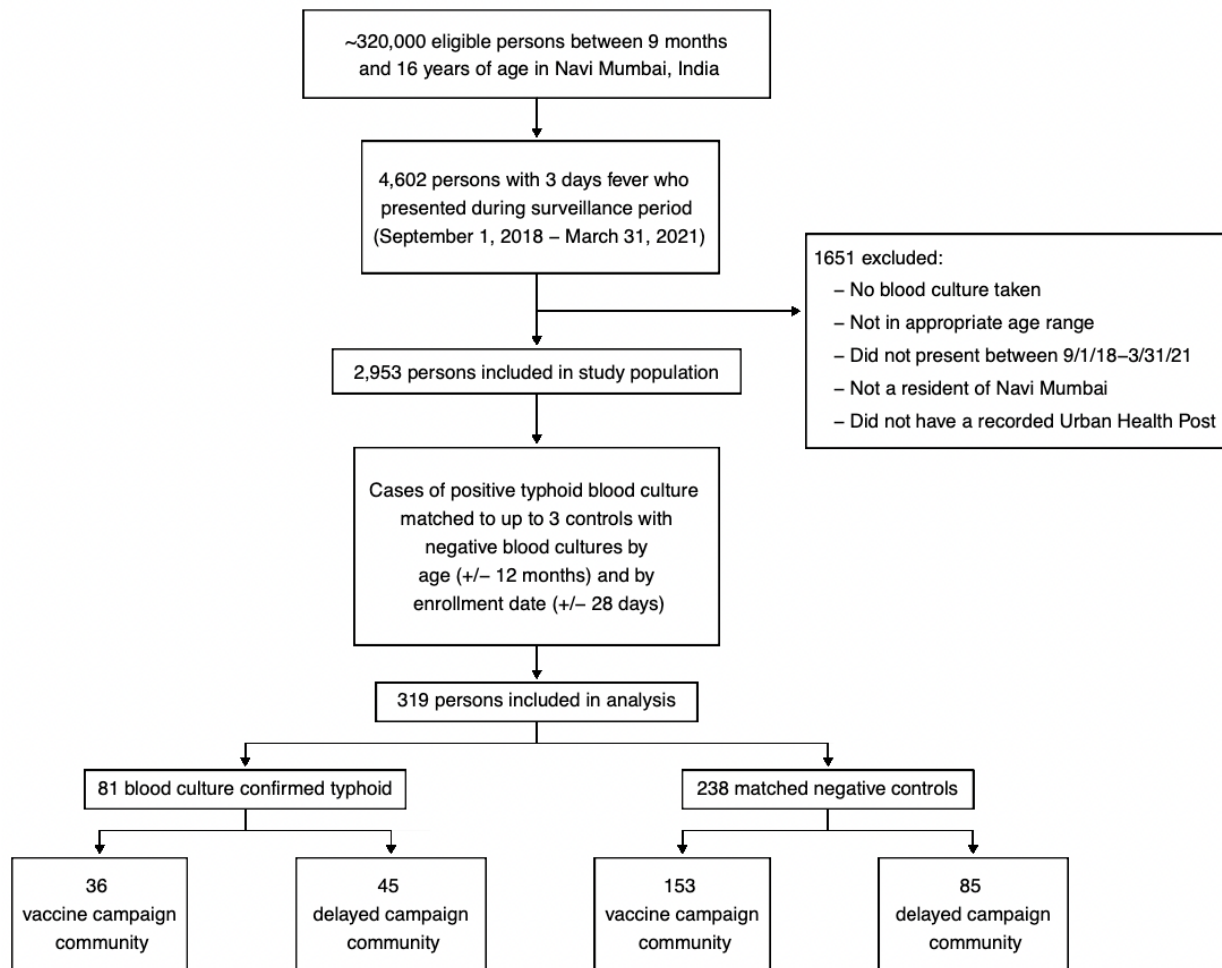 ~320,000 eligible persons between 9 months
and 16 years of age in Navi Mumbai, India
4,602 persons with 3 days fever who
presented during surveillance period
(September 1, 2018 – March 31, 2021)
1651 excluded:
– No blood culture taken
– Not in appropriate age range
– Did not present between 9/1/18–3/31/21
– Not a resident of Navi Mumbai
– Did not have a recorded Urban Health Post
2,953 persons included in study population
Cases of positive typhoid blood culture
matched to up to 3 controls with
negative blood cultures by
age (+/– 12 months) and by
enrollment date (+/– 28 days)
319 persons included in analysis
81 blood culture confirmed typhoid
238 matched negative controls
36
vaccine campaign
community
45
delayed campaign
community
153
vaccine campaign
community
85
delayed campaign
community